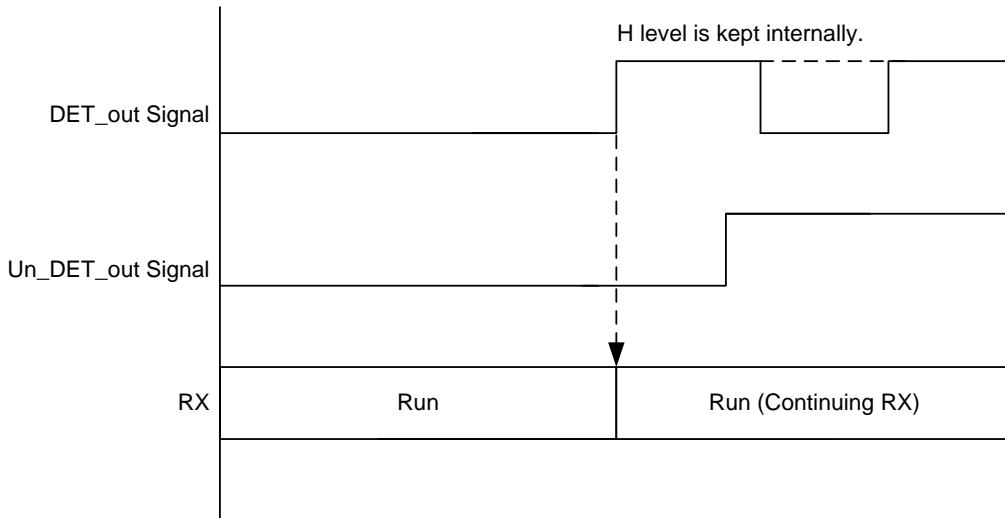 H level is kept internally.
DET_out Signal
Un_DET_out Signal
RX
Run
Run (Continuing RX)